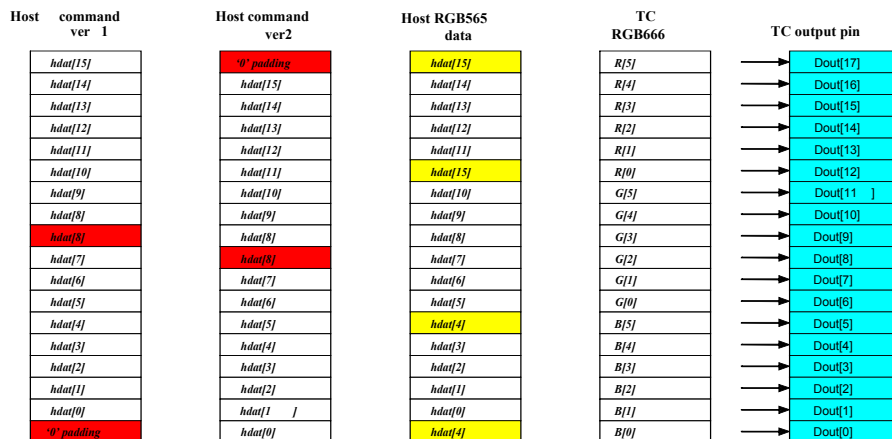 Host command Host command Host RGB565 TC
ver 1 ver2 data RGB666 TC output pin
hdat[15] '0' padding hdat[15] R[5] Dout[17]
hdat[14] hdat[15] hdat[14] R[4] Dout[16]
hdat[13] hdat[14] hdat[13] R[3] Dout[15]
hdat[12] hdat[13] hdat[12] R[2] Dout[14]
hdat[11] hdat[12] hdat[11] R[1] Dout[13]
hdat[10] hdat[11] hdat[15] R[0] Dout[12]
hdat[9] hdat[10] hdat[10] G[5] Dout[11 ]
hdat[8] hdat[9] hdat[9] G[4] Dout[10]
hdat[8] hdat[8] hdat[8] G[3] Dout[9]
hdat[7] hdat[8] hdat[7] G[2] Dout[8]
hdat[6] hdat[7] hdat[6] G[1] Dout[7]
hdat[5] hdat[6] hdat[5] G[0] Dout[6]
hdat[4] hdat[5] hdat[4] B[5] Dout[5]
hdat[3] hdat[4] hdat[3] B[4] Dout[4]
hdat[2] hdat[3] hdat[2] B[3] Dout[3]
hdat[1] hdat[2] hdat[1] B[2] Dout[2]
hdat[0] hdat[1 ] hdat[0] B[1] Dout[1]
'0' padding hdat[0] hdat[4] B[0] Dout[0]